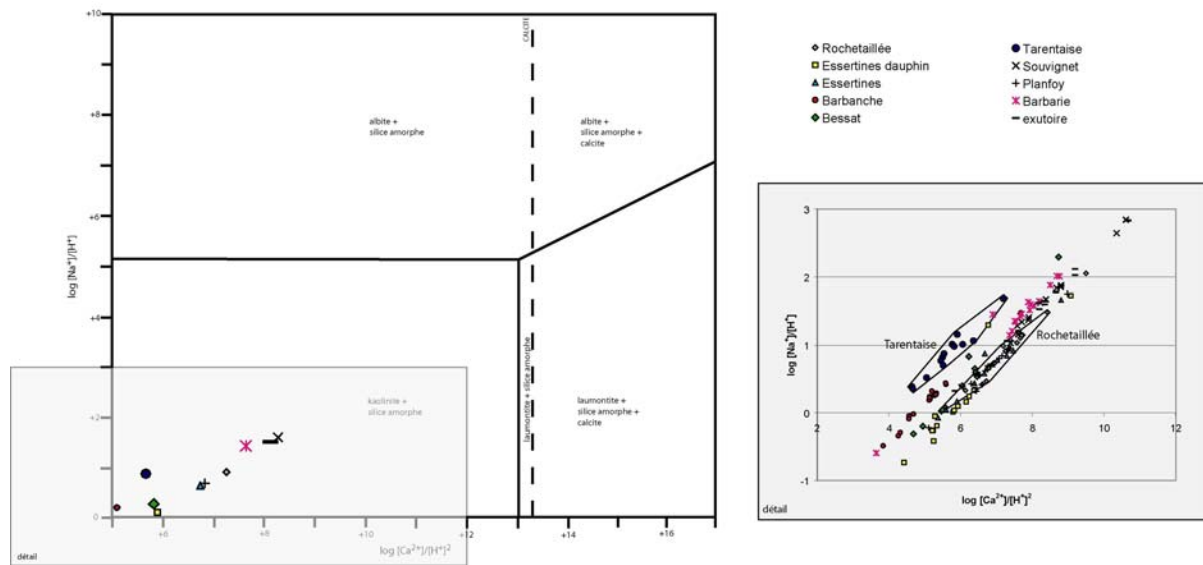 +10
+8
+6
+4
+2
0
log [Na⁺]/[H⁺]
CALCITE
albite +
silice amorphe
albite +
silice amorphe +
calcite
kaolinite +
silice amorphe
laumontite + silice amorphe
laumontite +
silice amorphe +
calcite
+6
+8
+10
+12
+14
+16
log [Ca²⁺]/[H⁺]²
détail
Rochetaillée
Essertines dauphin
Essertines
Barbanche
Bessat
Tarentaise
Souvignet
Planfoy
Barbarie
exutoire
3
2
1
0
-1
log [Na⁺]/[H⁺]
Tarentaise
Rochetaillée
2
4
6
8
10
12
log [Ca²⁺]/[H⁺]²
détail